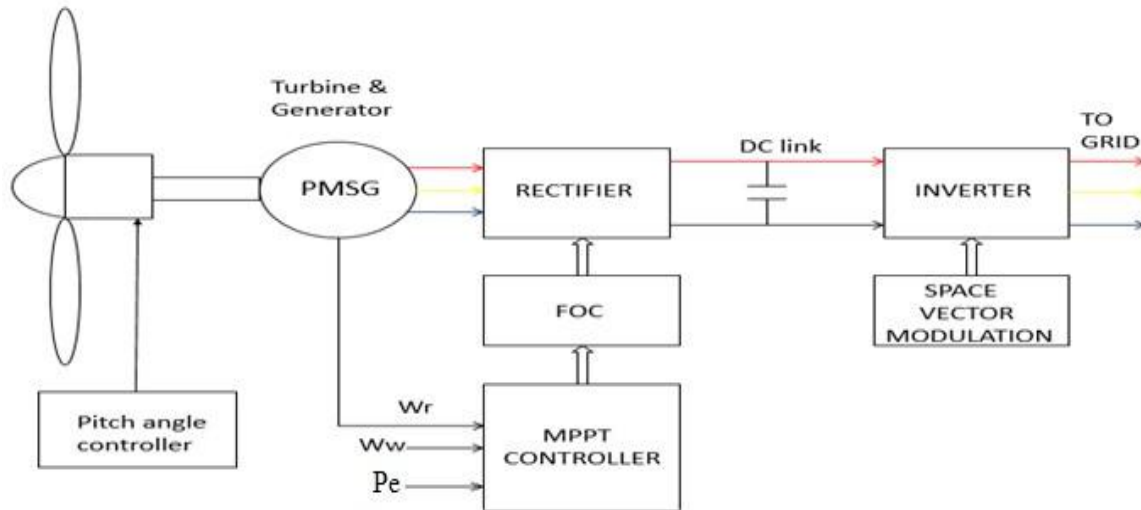 Turbine &
Generator
PMSG
RECTIFIER
DC link
INVERTER
TO
GRID
FOC
SPACE
VECTOR
MODULATION
Pitch angle
controller
Wr
Ww
Pe
MPPT
CONTROLLER